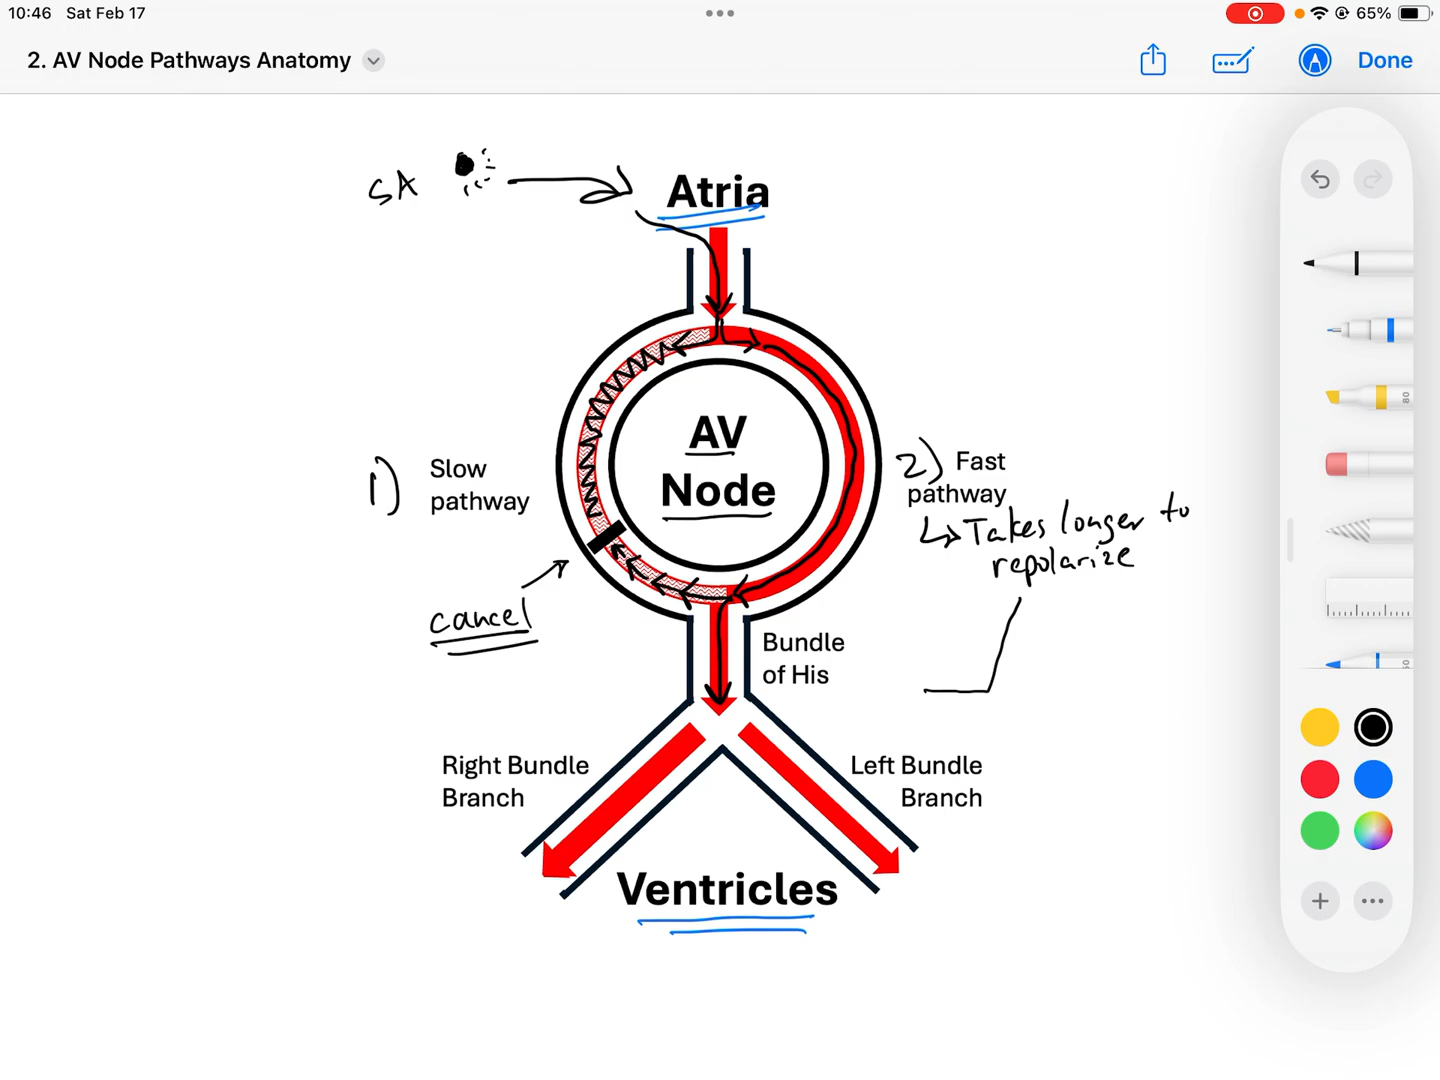 10:46 Sat Feb 17
65%
2. AV Node Pathways Anatomy
Done
SA
Atria
AV
Node
1)
Slow
pathway
2) Fast
pathway
↳ Takes longer to
repolarize
cancel
Bundle
of His
Right Bundle
Branch
Left Bundle
Branch
Ventricles
80